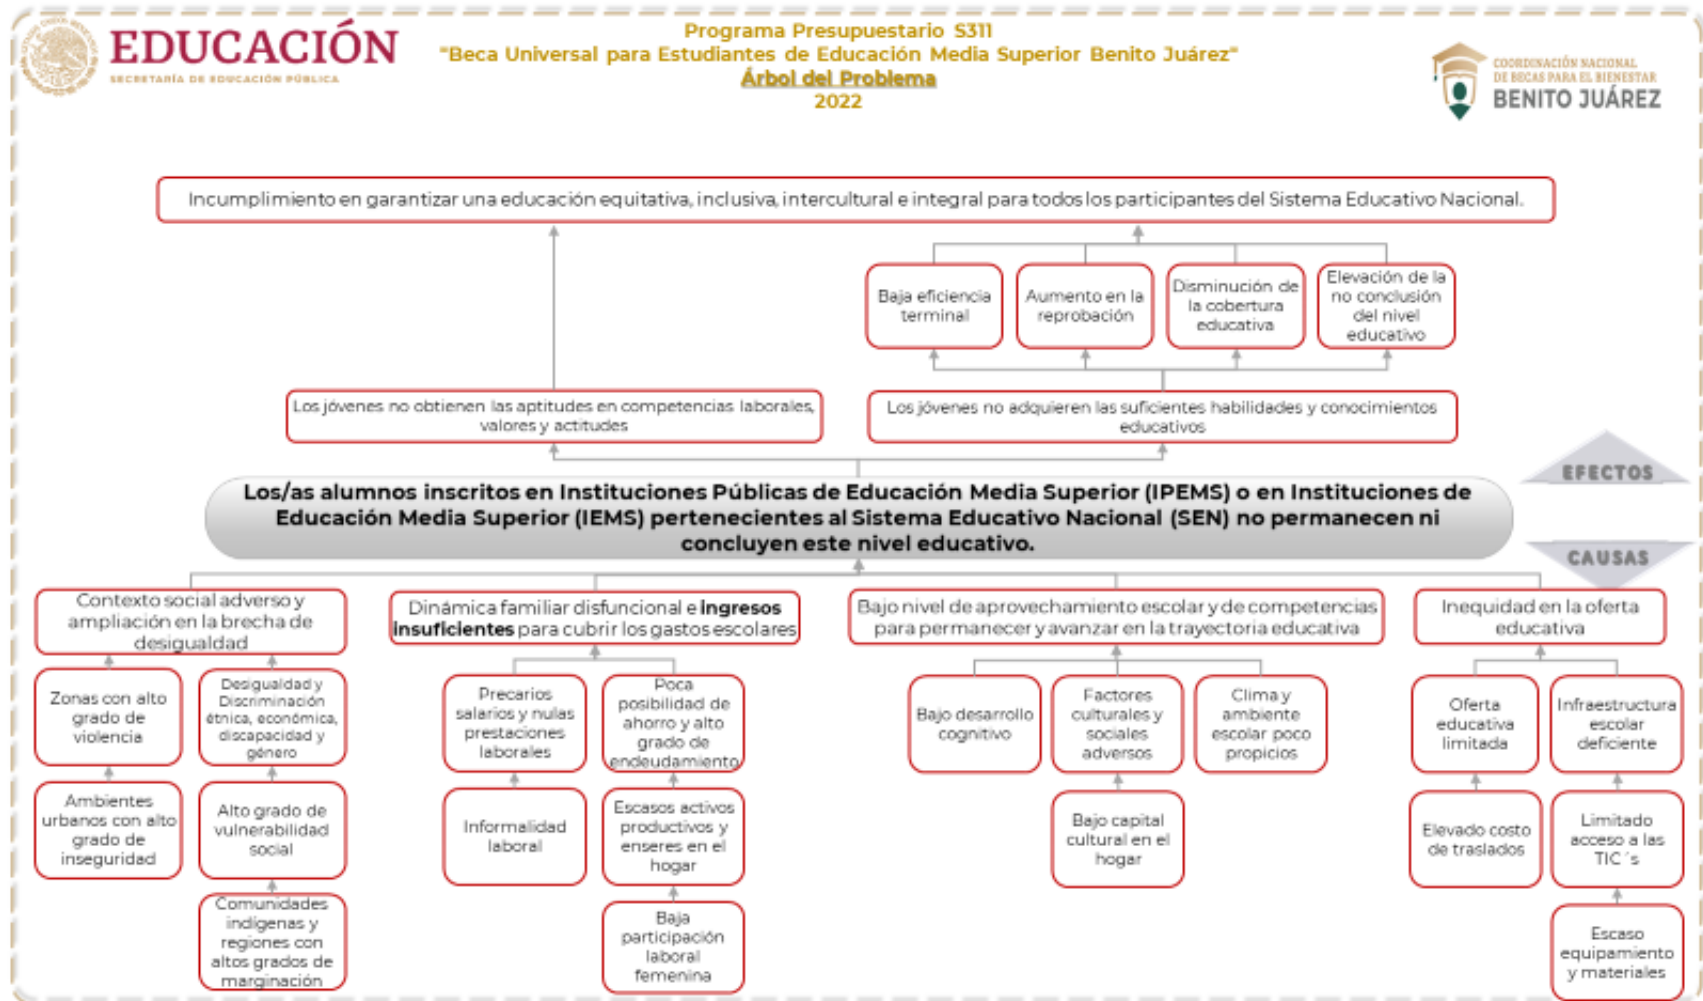 EDUCACIÓN
SECRETARÍA DE EDUCACIÓN PÚBLICA
Programa Presupuestario S311
"Beca Universal para Estudiantes de Educación Media Superior Benito Juárez"
Árbol del Problema
2022
COORDINACIÓN NACIONAL
DE BECAS PARA EL BIENESTAR
BENITO JUÁREZ
Incumplimiento en garantizar una educación equitativa, inclusiva, intercultural e integral para todos los participantes del Sistema Educativo Nacional.
Baja eficiencia
terminal
Aumento en la
reprobación
Disminución de
la cobertura
educativa
Elevación de la
no conclusión
del nivel
educativo
Los jóvenes no obtienen las aptitudes en competencias laborales,
valores y actitudes
Los jóvenes no adquieren las suficientes habilidades y conocimientos
educativos
EFECTOS
Los/as alumnos inscritos en Instituciones Públicas de Educación Media Superior (IPEMS) o en Instituciones de
Educación Media Superior (IEMS) pertenecientes al Sistema Educativo Nacional (SEN) no permanecen ni
concluyen este nivel educativo.
CAUSAS
Contexto social adverso y
ampliación en la brecha de
desigualdad
Dinámica familiar disfuncional e ingresos
insuficientes para cubrir los gastos escolares
Bajo nivel de aprovechamiento escolar y de competencias
para permanecer y avanzar en la trayectoria educativa
Inequidad en la oferta
educativa
Zonas con alto
grado de
violencia
Desigualdad y
Discriminación
étnica, económica,
discapacidad y
género
Precarios
salarios y nulas
prestaciones
laborales
Poca
posibilidad de
ahorro y alto
grado de
endeudamiento
Bajo desarrollo
cognitivo
Factores
culturales y
sociales
adversos
Clima y
ambiente
escolar poco
propicios
Oferta
educativa
limitada
Infraestructura
escolar
deficiente
Ambientes
urbanos con alto
grado de
inseguridad
Alto grado de
vulnerabilidad
social
Informalidad
laboral
Escasos activos
productivos y
enseres en el
hogar
Bajo capital
cultural en el
hogar
Elevado costo
de traslados
Limitado
acceso a las
TIC´s
Comunidades
indígenas y
regiones con
altos grados de
marginación
Baja
participación
laboral
femenina
Escaso
equipamiento
y materiales